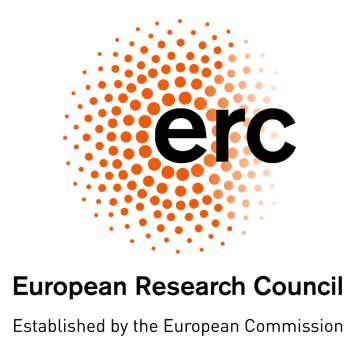 erc
European Research Council
Established by the European Commission